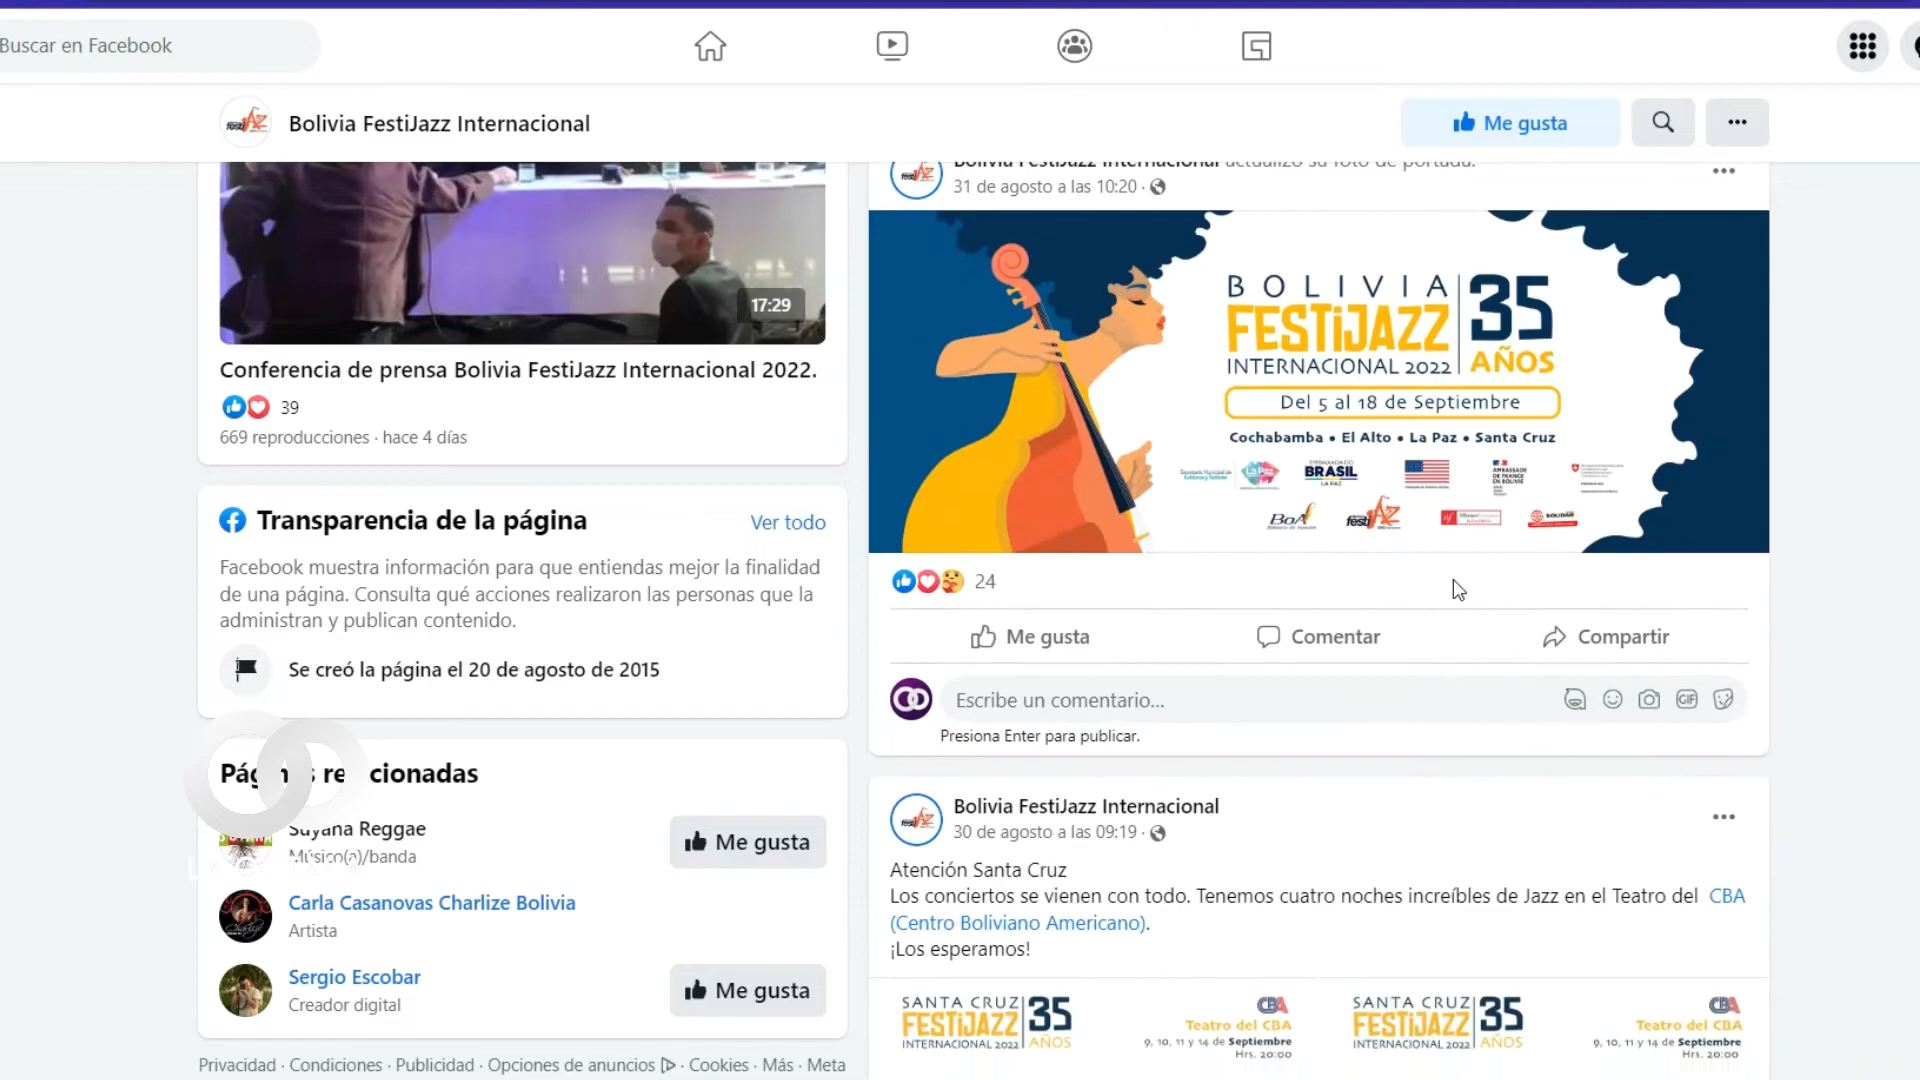 Buscar en Facebook
Bolivia FestiJazz Internacional
Me gusta
17:29
Conferencia de prensa Bolivia FestiJazz Internacional 2022.
39
669 reproducciones · hace 4 días
Transparencia de la página
Ver todo
Facebook muestra información para que entiendas mejor la finalidad
de una página. Consulta qué acciones realizaron las personas que la
administran y publican contenido.
Se creó la página el 20 de agosto de 2015
Páginas relacionadas
Suyana Reggae
Músico(a)/banda
Me gusta
Carla Casanovas Charlize Bolivia
Artista
Sergio Escobar
Creador digital
Me gusta
Privacidad · Condiciones · Publicidad · Opciones de anuncios · Cookies · Más · Meta
Bolivia FestiJazz Internacional actualizó su foto de portada.
31 de agosto a las 10:20 ·
BOLIVIA
FESTiJAZZ
INTERNACIONAL 2022
35
AÑOS
Del 5 al 18 de Septiembre
Cochabamba • El Alto • La Paz • Santa Cruz
BRASIL
LA PAZ
BoA
festiJAZ
SOLIDAR
24
Me gusta
Comentar
Compartir
Escribe un comentario...
GIF
Presiona Enter para publicar.
Bolivia FestiJazz Internacional
30 de agosto a las 09:19 ·
Atención Santa Cruz
Los conciertos se vienen con todo. Tenemos cuatro noches increíbles de Jazz en el Teatro del CBA
(Centro Boliviano Americano).
¡Los esperamos!
SANTA CRUZ
FESTiJAZZ
INTERNACIONAL 2022
35
AÑOS
CBA
Teatro del CBA
9, 10, 11 y 14 de Septiembre
Hrs. 20:00
SANTA CRUZ
FESTiJAZZ
INTERNACIONAL 2022
35
AÑOS
CBA
Teatro del CBA
9, 10, 11 y 14 de Septiembre
Hrs. 20:00